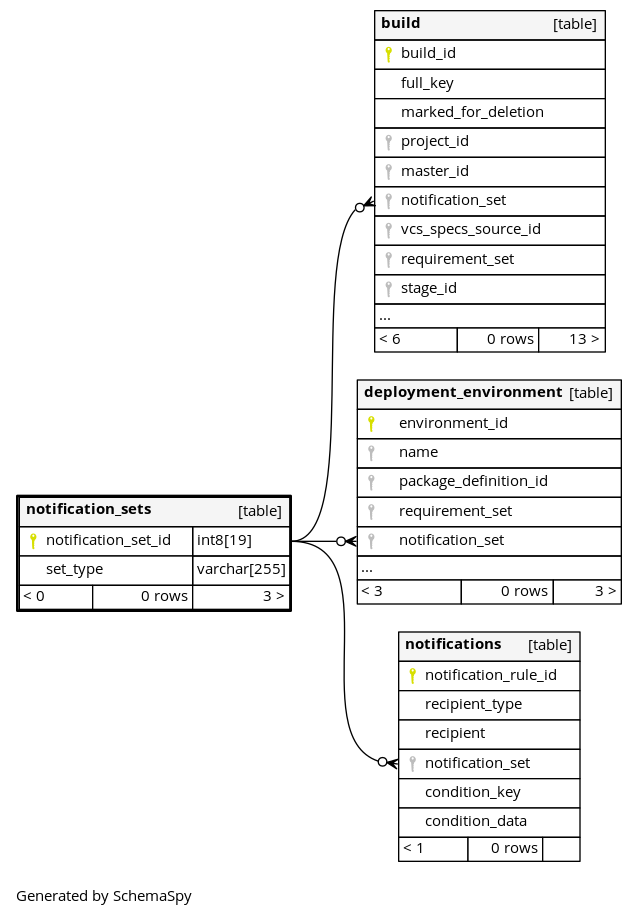 build [table]
build_id
full_key
marked_for_deletion
project_id
master_id
notification_set
vcs_specs_source_id
requirement_set
stage_id
...
< 6 0 rows 13 >
deployment_environment [table]
environment_id
name
package_definition_id
requirement_set
notification_set
...
< 3 0 rows 3 >
notification_sets [table]
notification_set_id int8[19]
set_type varchar[255]
< 0 0 rows 3 >
notifications [table]
notification_rule_id
recipient_type
recipient
notification_set
condition_key
condition_data
< 1 0 rows
Generated by SchemaSpy